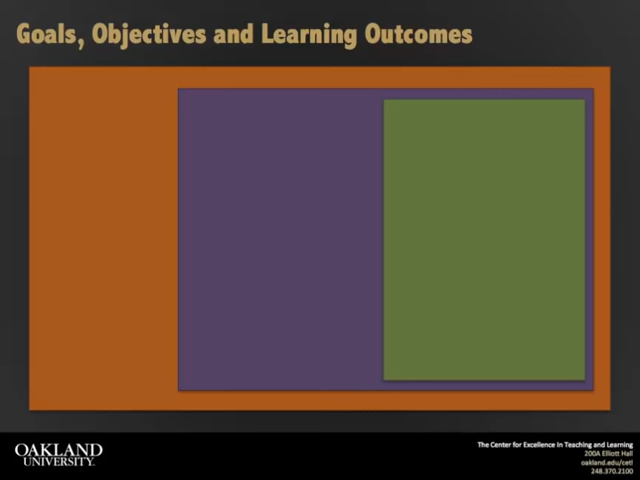 Goals, Objectives and Learning Outcomes
OAKLAND
UNIVERSITY
The Center for Excellence In Teaching and Learning
200A Elliott Hall
oakland.edu/cetl
248.370.2100